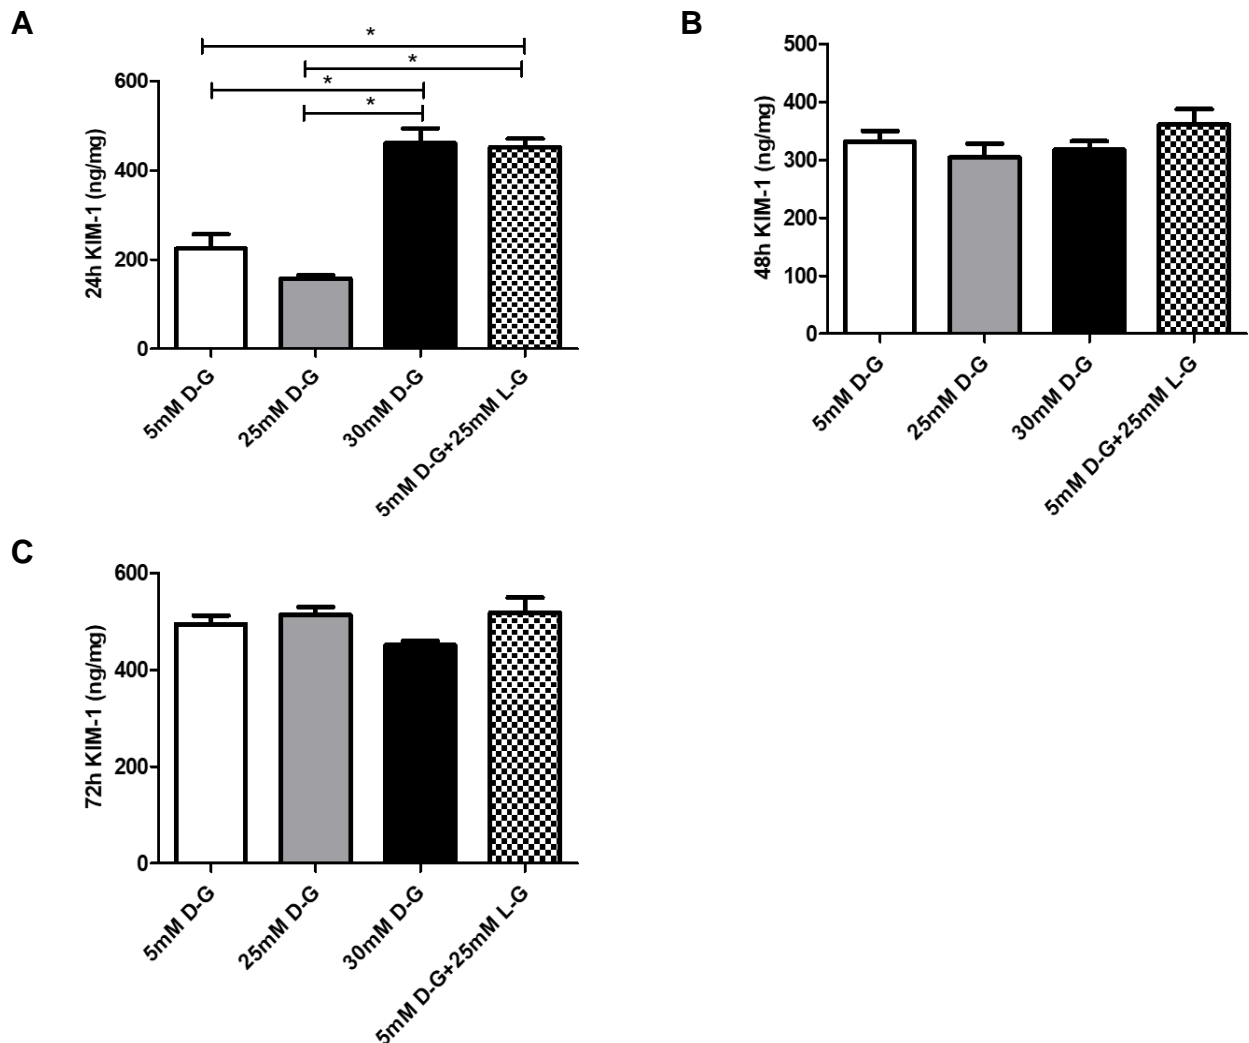 A
*
*
*
*
24h KIM-1 (ng/mg)
600
400
200
0
5mM D-G
25mM D-G
30mM D-G
5mM D-G+25mM L-G
B
48h KIM-1 (ng/mg)
500
400
300
200
100
0
5mM D-G
25mM D-G
30mM D-G
5mM D-G+25mM L-G
C
72h KIM-1 (ng/mg)
600
400
200
0
5mM D-G
25mM D-G
30mM D-G
5mM D-G+25mM L-G